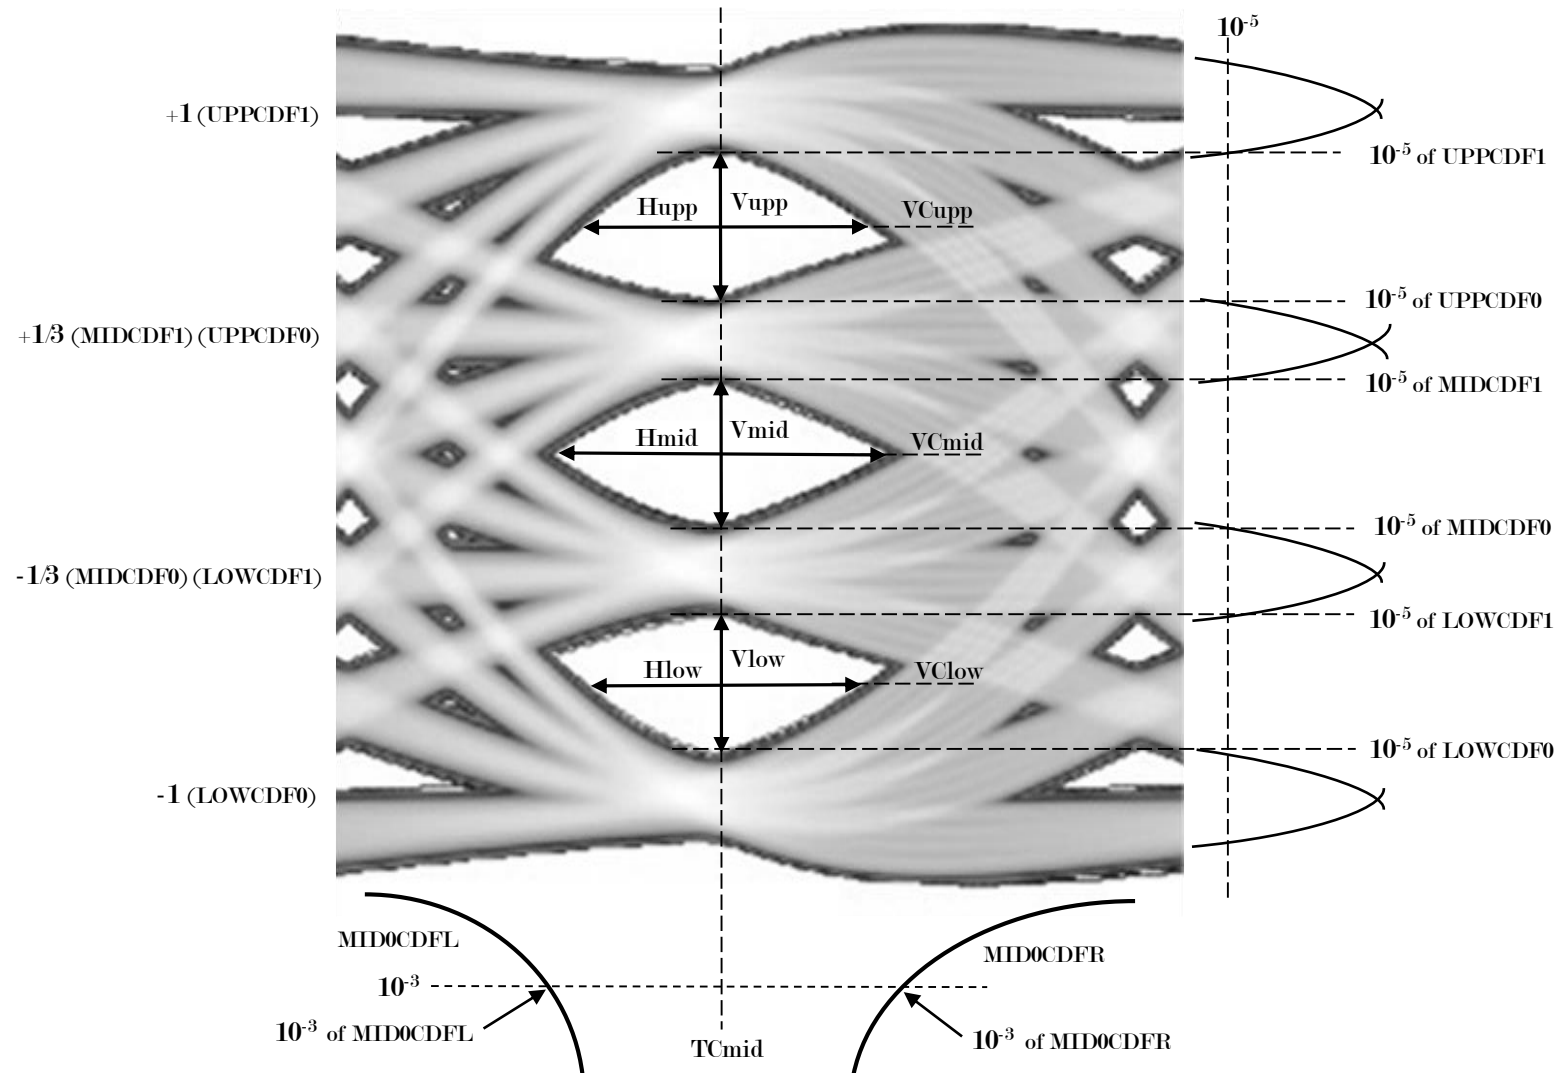 10-5
+1 (UPPCDF1)
10-5 of UPPCDF1
Hupp
Vupp
VCupp
10-5 of UPPCDF0
+1/3 (MIDCDF1) (UPPCDF0)
10-5 of MIDCDF1
Hmid
Vmid
VCmid
10-5 of MIDCDF0
-1/3 (MIDCDF0) (LOWCDF1)
10-5 of LOWCDF1
Hlow
Vlow
VClow
10-5 of LOWCDF0
-1 (LOWCDF0)
MID0CDFL
MID0CDFR
10-3
10-3 of MID0CDFL
10-3 of MID0CDFR
TCmid